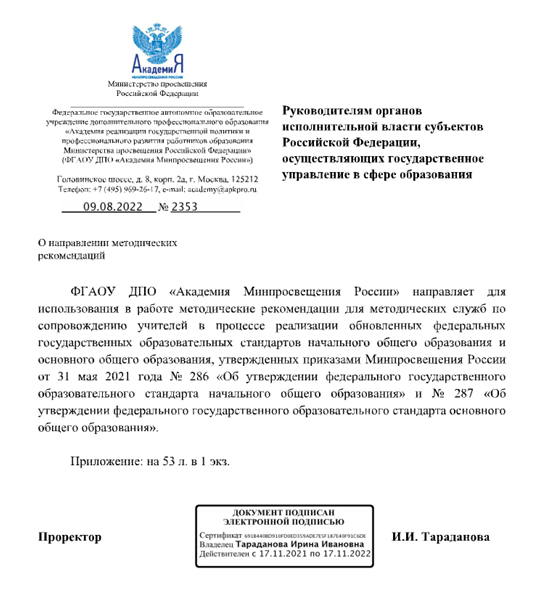 АкадемиЯ
МИНПРОСВЕЩЕНИЯ РОССИИ
Министерство просвещения
Российской Федерации
Федеральное государственное автономное образовательное
учреждение дополнительного профессионального образования
«Академия реализации государственной политики и
профессионального развития работников образования
Министерства просвещения Российской Федерации»
(ФГАОУ ДПО «Академия Минпросвещения России»)
Головинское шоссе, д. 8, корп. 2а, г. Москва, 125212
Телефон: +7 (495) 969-26-17, e-mail: academy@apkpro.ru
09.08.2022 № 2353
Руководителям органов
исполнительной власти субъектов
Российской Федерации,
осуществляющих государственное
управление в сфере образования
О направлении методических
рекомендаций
ФГАОУ ДПО «Академия Минпросвещения России» направляет для
использования в работе методические рекомендации для методических служб по
сопровождению учителей в процессе реализации обновленных федеральных
государственных образовательных стандартов начального общего образования и
основного общего образования, утвержденных приказами Минпросвещения России
от 31 мая 2021 года № 286 «Об утверждении федерального государственного
образовательного стандарта начального общего образования» и № 287 «Об
утверждении федерального государственного образовательного стандарта основного
общего образования».
Приложение: на 53 л. в 1 экз.
Проректор
ДОКУМЕНТ ПОДПИСАН
ЭЛЕКТРОННОЙ ПОДПИСЬЮ
Сертификат
Владелец Тараданова Ирина Ивановна
Действителен с 17.11.2021 по 17.11.2022
И.И. Тараданова